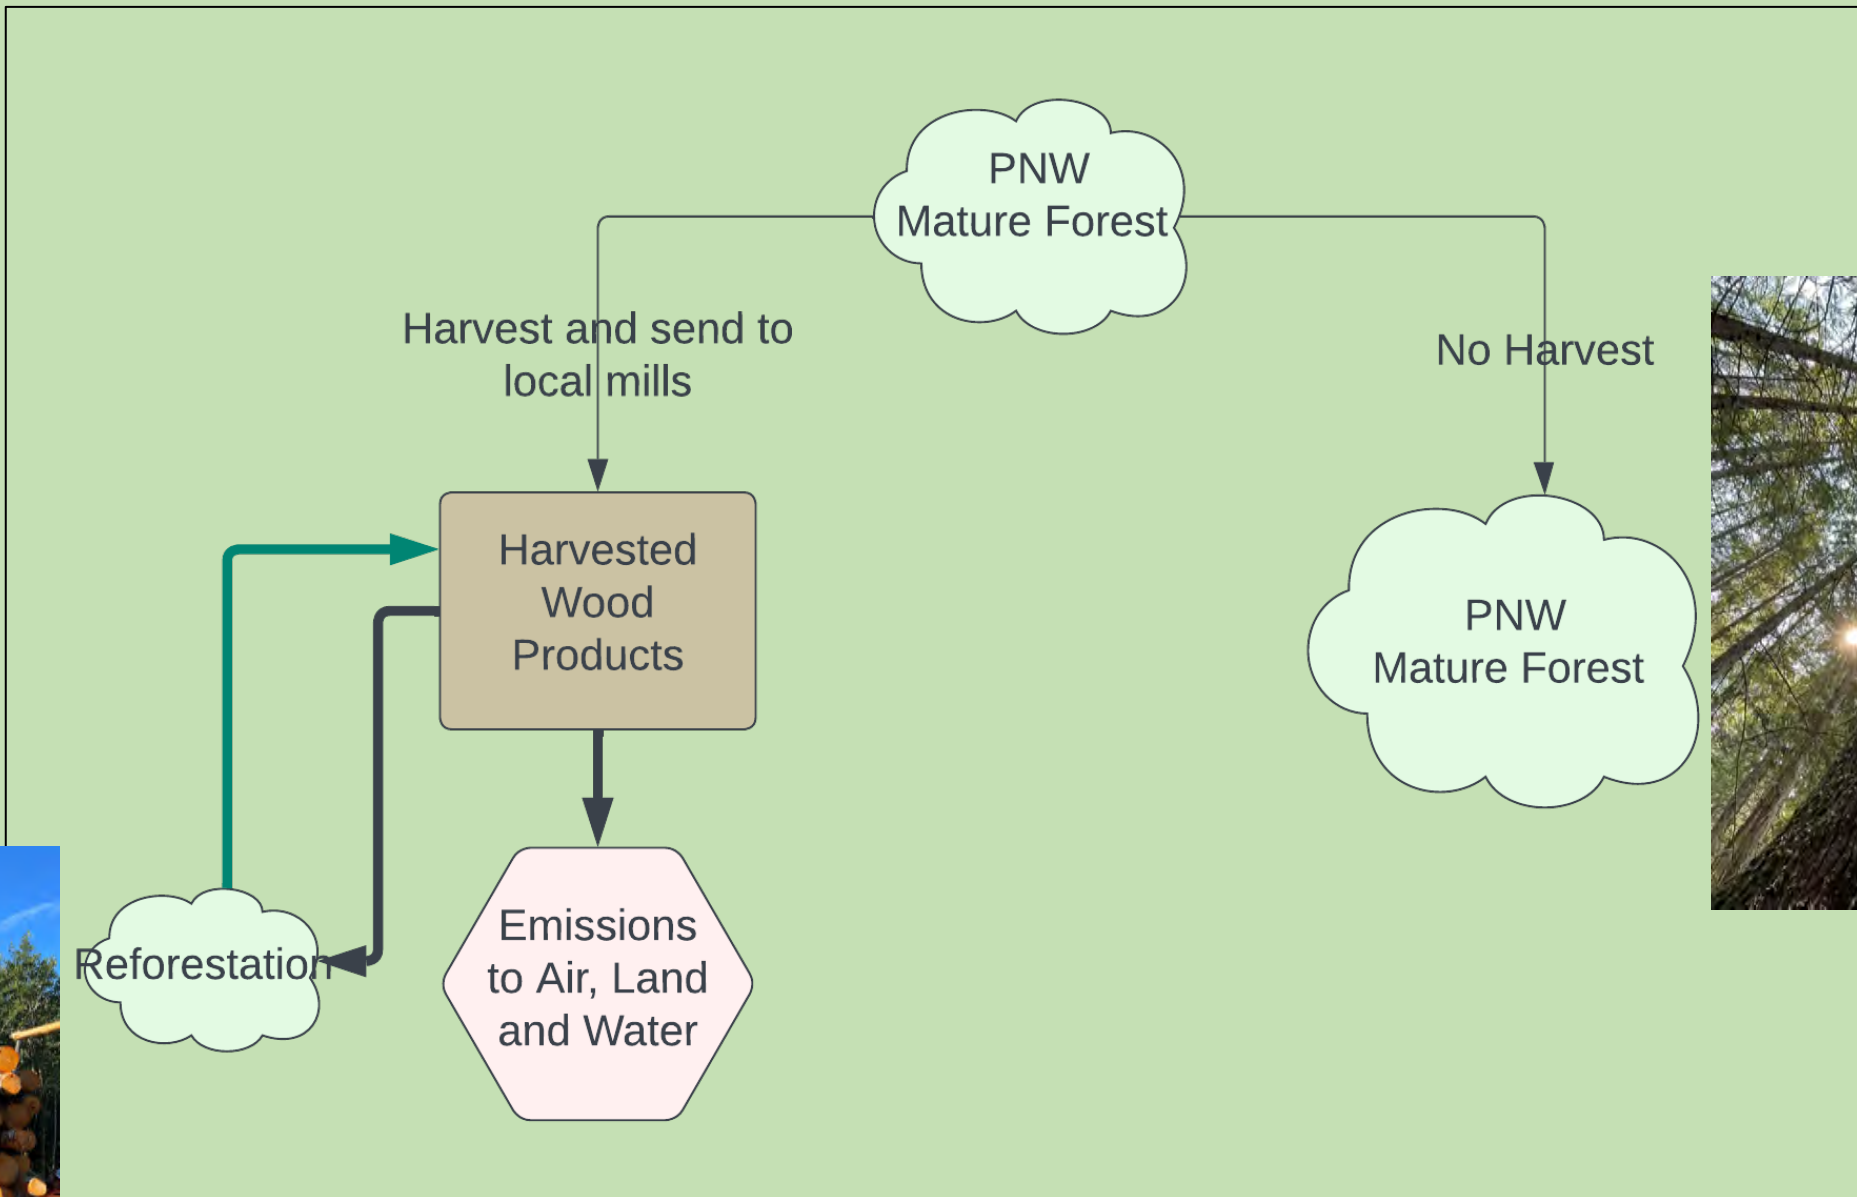 PNW
Mature Forest
Harvest and send to
local mills
No Harvest
Harvested
Wood
Products
PNW
Mature Forest
Reforestation
Emissions
to Air, Land
and Water